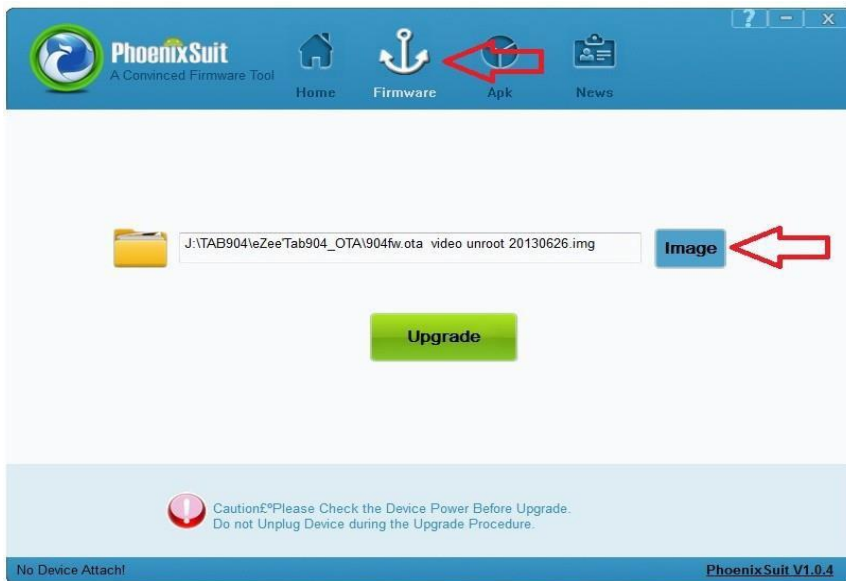 ? − X
PhoenixSuit
A Convinced Firmware Tool
Home Firmware Apk News
J:\TAB904\eZee'Tab904_OTA\904fw.ota video unroot 20130626.img
Image
Upgrade
Caution£ºPlease Check the Device Power Before Upgrade.
Do not Unplug Device during the Upgrade Procedure.
No Device Attach!
PhoenixSuit V1.0.4